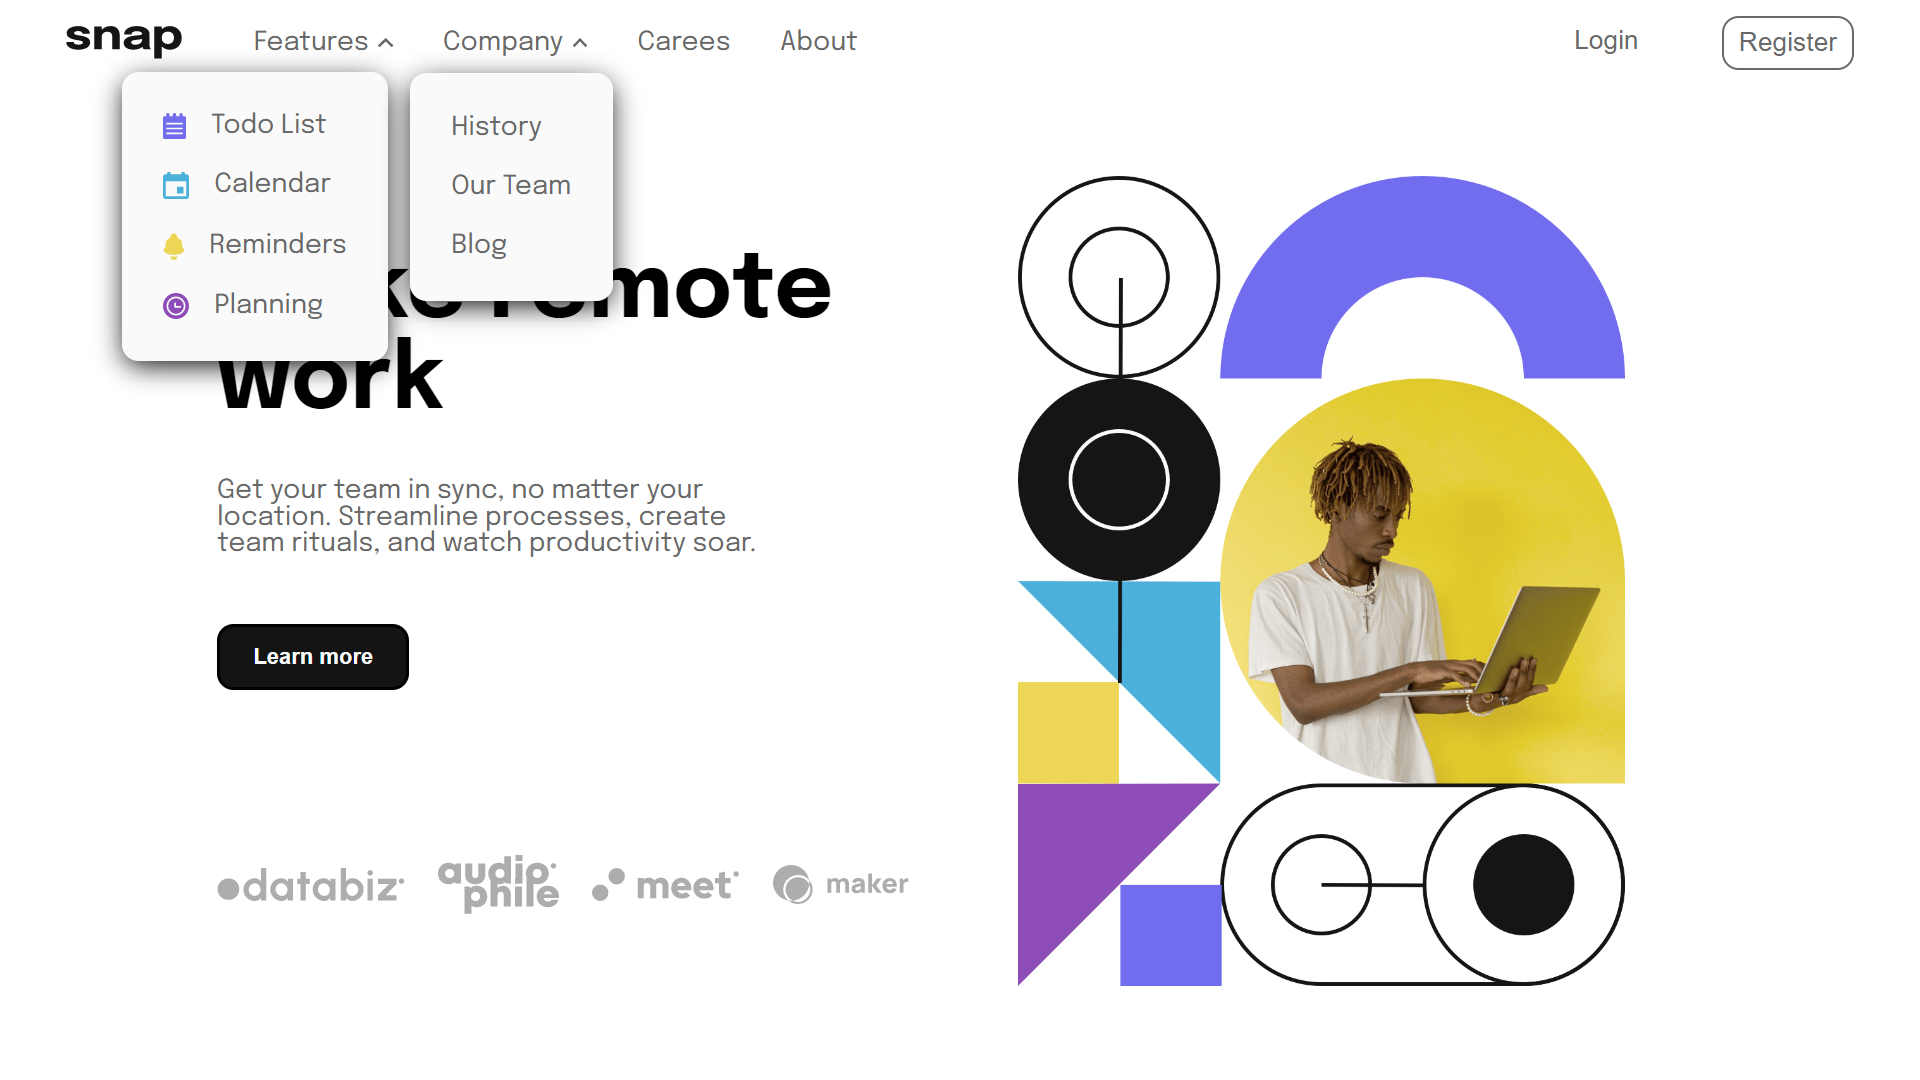 snap
Features
Company
Carees
About
Login
Register
Todo List
Calendar
Reminders
Planning
History
Our Team
Blog
remote
work
Get your team in sync, no matter your
location. Streamline processes, create
team rituals, and watch productivity soar.
Learn more
databiz
audiophile
meet
maker